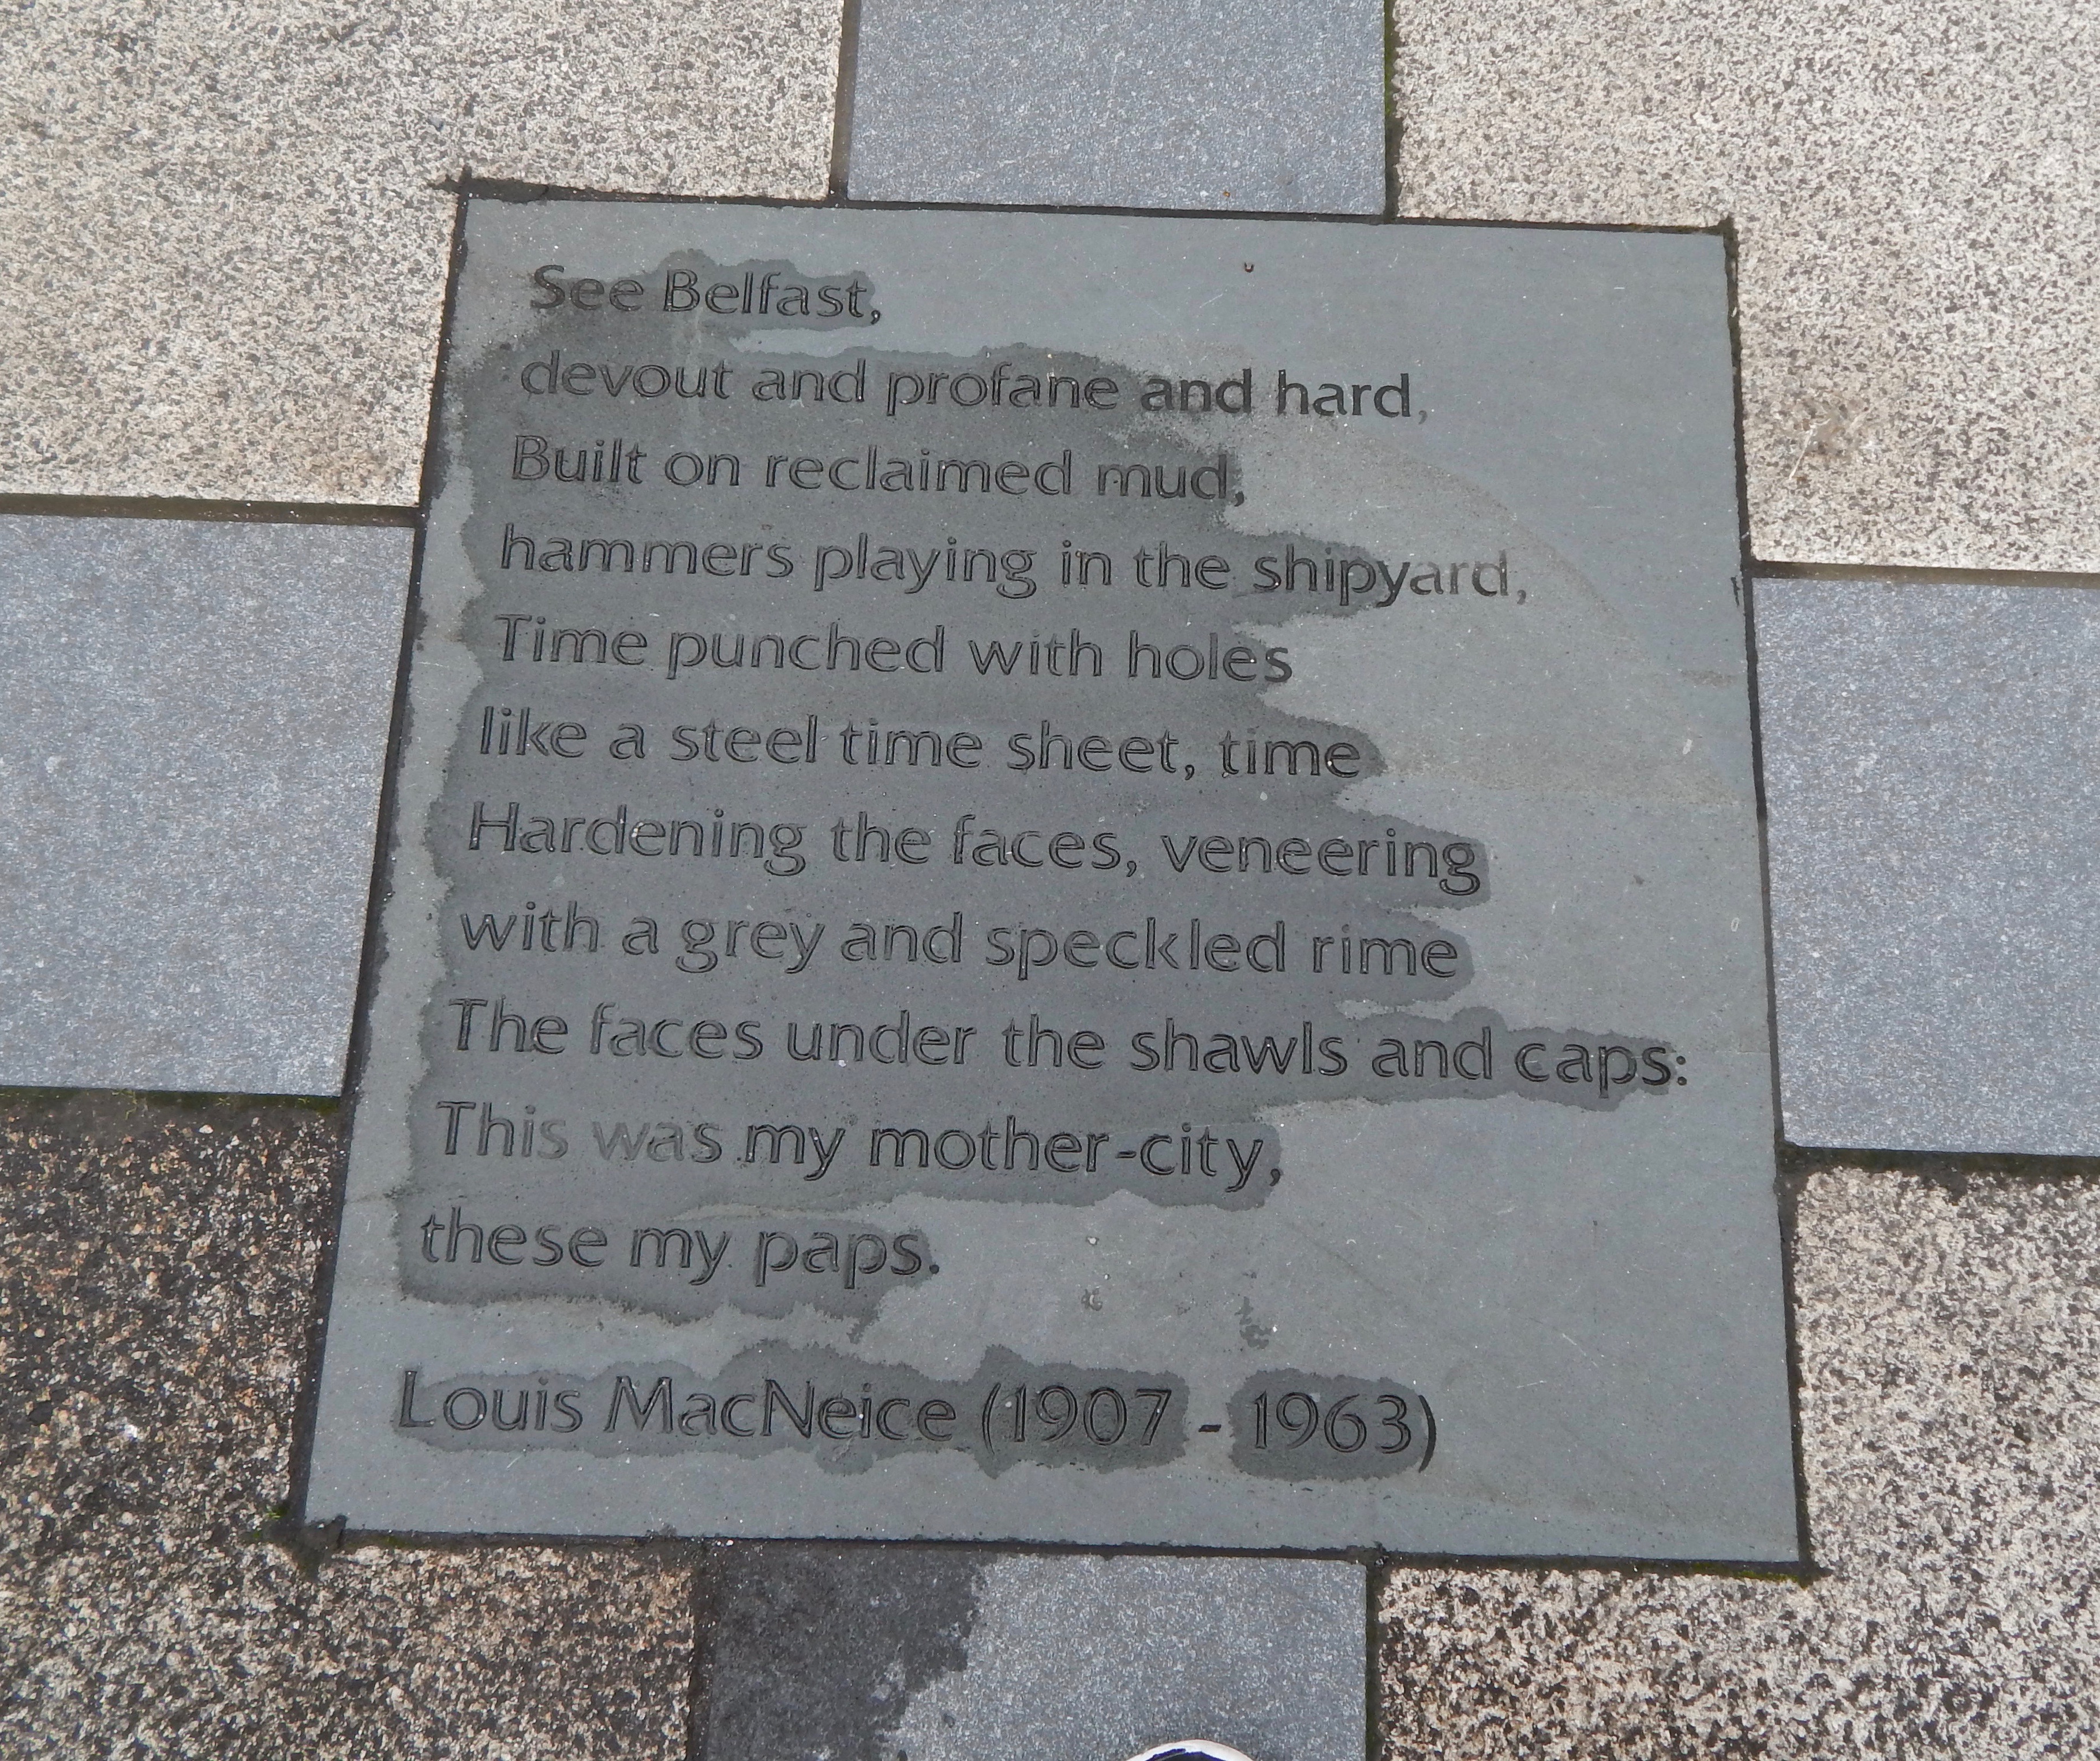 See Belfast,
devout and profane and hard,
Built on reclaimed mud,
hammers playing in the shipyard,
Time punched with holes
like a steel time sheet, time
Hardening the faces, veneering
with a grey and speckled rime
The faces under the shawls and caps:
This was my mother-city,
these my paps.
Louis MacNeice (1907 - 1963)